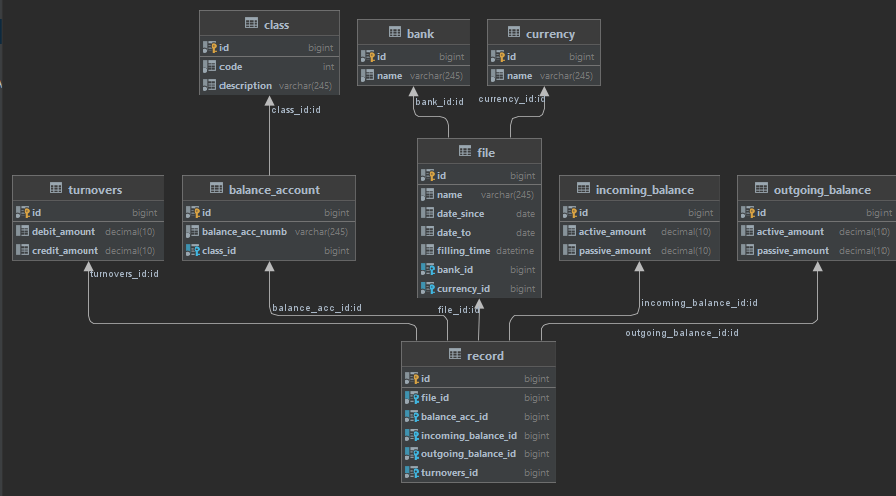 class
id bigint
code int
description varchar(245)
bank
id bigint
name varchar(245)
currency
id bigint
name varchar(245)
class_id:id
bank_id:id
currency_id:id
file
id bigint
name varchar(245)
date_since date
date_to date
filling_time datetime
bank_id bigint
currency_id bigint
turnovers
id bigint
debit_amount decimal(10)
credit_amount decimal(10)
balance_account
id bigint
balance_acc_numb varchar(245)
class_id bigint
incoming_balance
id bigint
active_amount decimal(10)
passive_amount decimal(10)
outgoing_balance
id bigint
active_amount decimal(10)
passive_amount decimal(10)
turnovers_id:id
balance_acc_id:id
file_id:id
incoming_balance_id:id
outgoing_balance_id:id
record
id bigint
file_id bigint
balance_acc_id bigint
incoming_balance_id bigint
outgoing_balance_id bigint
turnovers_id bigint